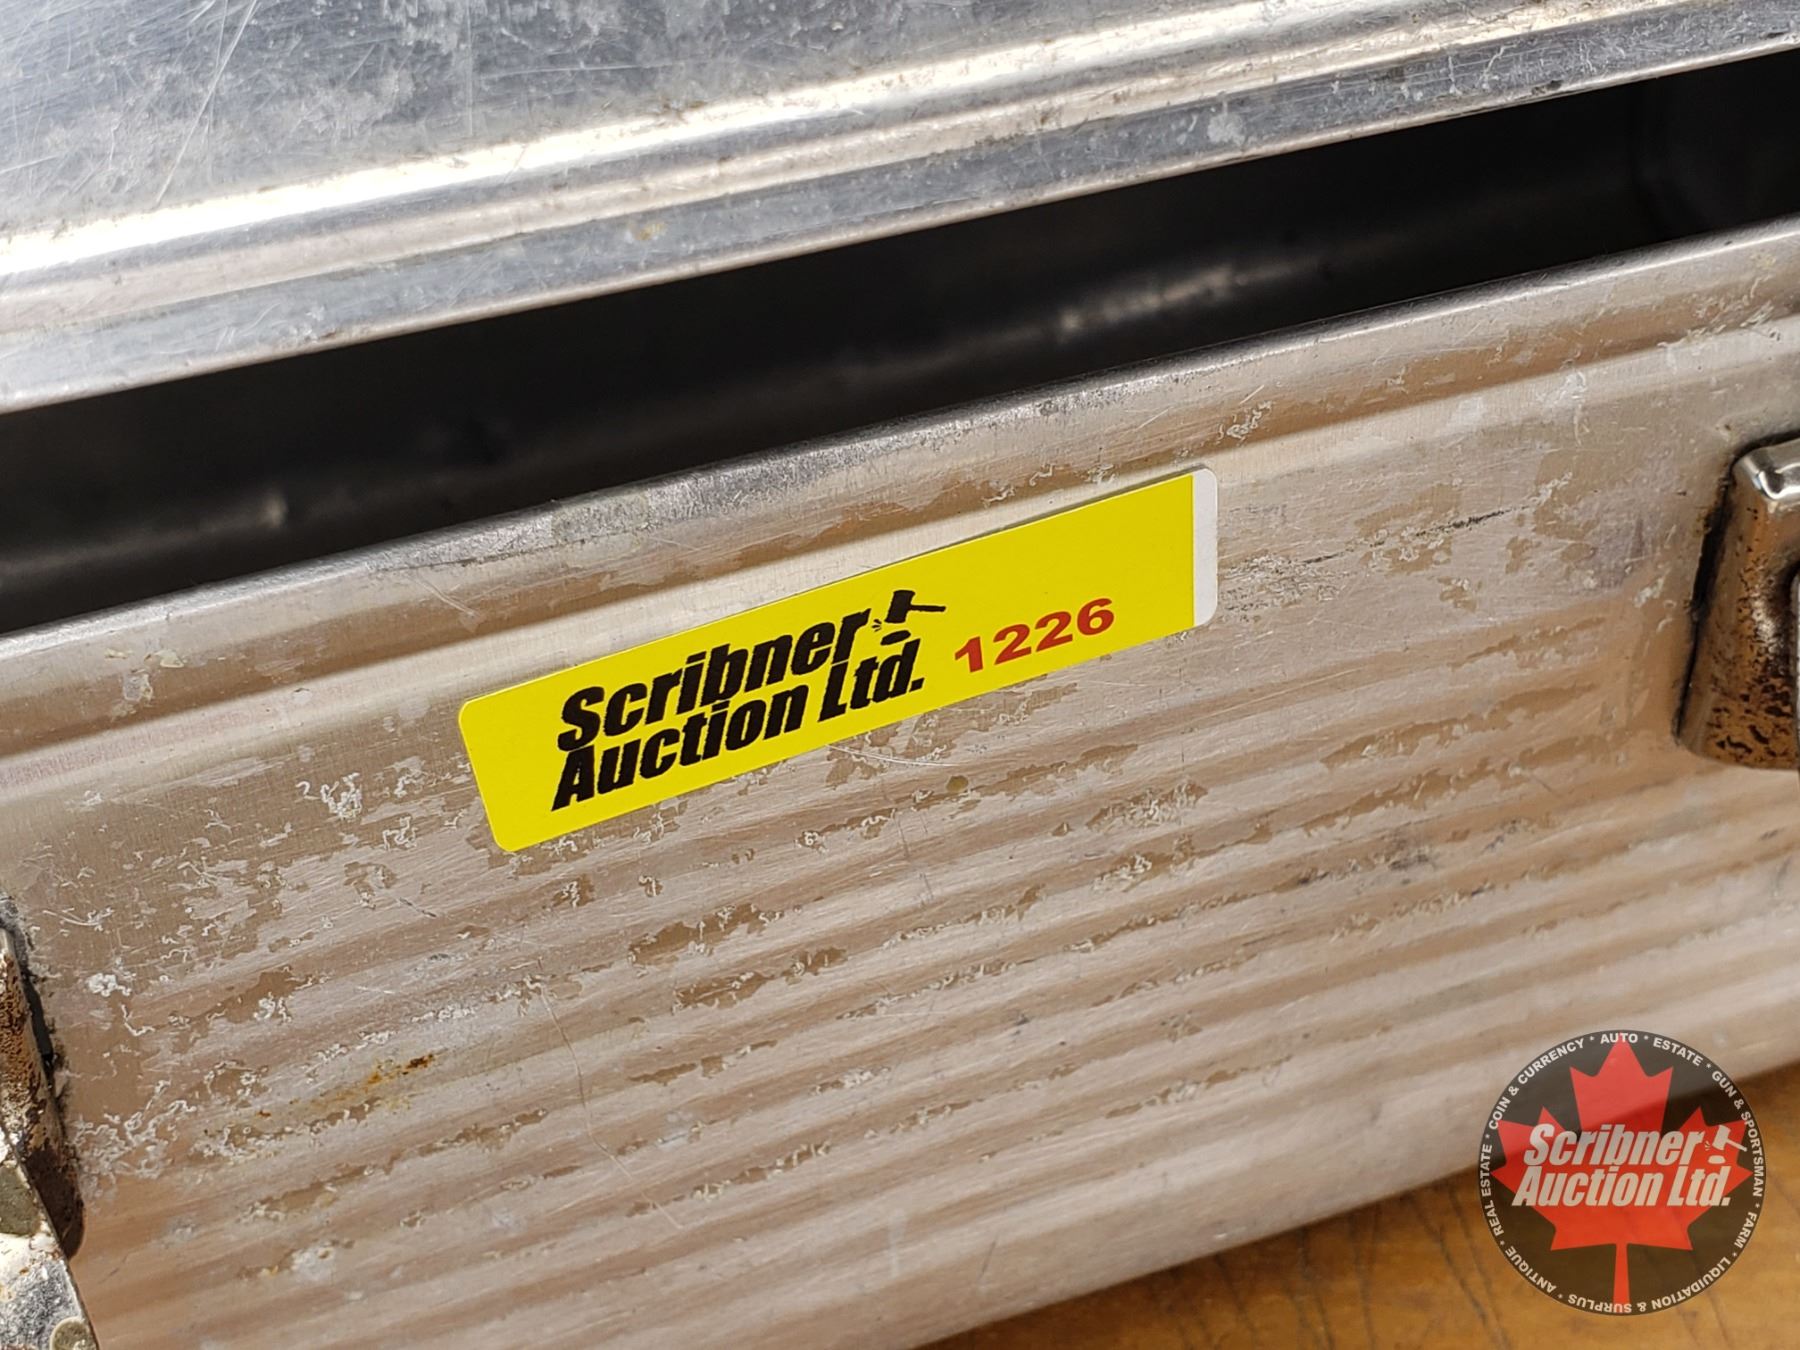 Scribner
Auction Ltd.
1226
COIN & CURRENCY * AUTO * ESTATE * GUN & SPORTSMAN * FARM * LIQUIDATION & SURPLUS * ANTIQUE * REAL ESTATE *
Scribner
Auction Ltd.